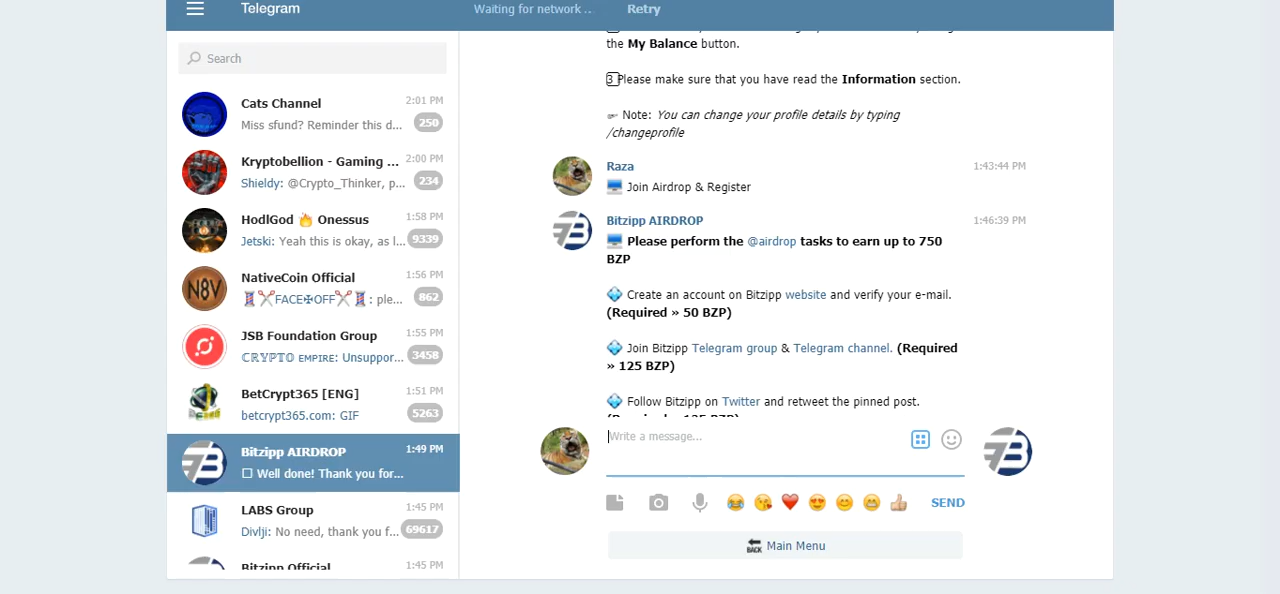 Telegram
Waiting for network ..
Retry
Search
Cats Channel
2:01 PM
Miss sfund? Reminder this d...
250
Kryptobellion - Gaming ...
2:00 PM
Shieldy: @Crypto_Thinker, p...
234
HodlGod 🔥 Onessus
1:58 PM
Jetski: Yeah this is okay, as l...
9339
N8V
NativeCoin Official
1:56 PM
🧵✂️FACE✠OFF✂️🧵: ple...
862
JSB Foundation Group
1:55 PM
ℂℝ𝕐ℙ𝕋𝕆 ᴇᴍᴘɪʀᴇ: Unsuppor...
3458
BetCrypt365 [ENG]
1:51 PM
betcrypt365.com: GIF
5263
Bitzipp AIRDROP
1:49 PM
☐ Well done! Thank you for...
LABS Group
1:45 PM
Divlji: No need, thank you f...
69617
Bitzipp Official
1:45 PM
the My Balance button.
3 Please make sure that you have read the Information section.
☞ Note: You can change your profile details by typing
/changeprofile
Raza
1:43:44 PM
🖥️ Join Airdrop & Register
Bitzipp AIRDROP
1:46:39 PM
🖥️ Please perform the @airdrop tasks to earn up to 750
BZP
💠 Create an account on Bitzipp website and verify your e-mail.
(Required » 50 BZP)
💠 Join Bitzipp Telegram group & Telegram channel. (Required
» 125 BZP)
💠 Follow Bitzipp on Twitter and retweet the pinned post.
Write a message...
😂 😘 ❤️ 😍 😊 😁 👍🏼
SEND
🔙 Main Menu